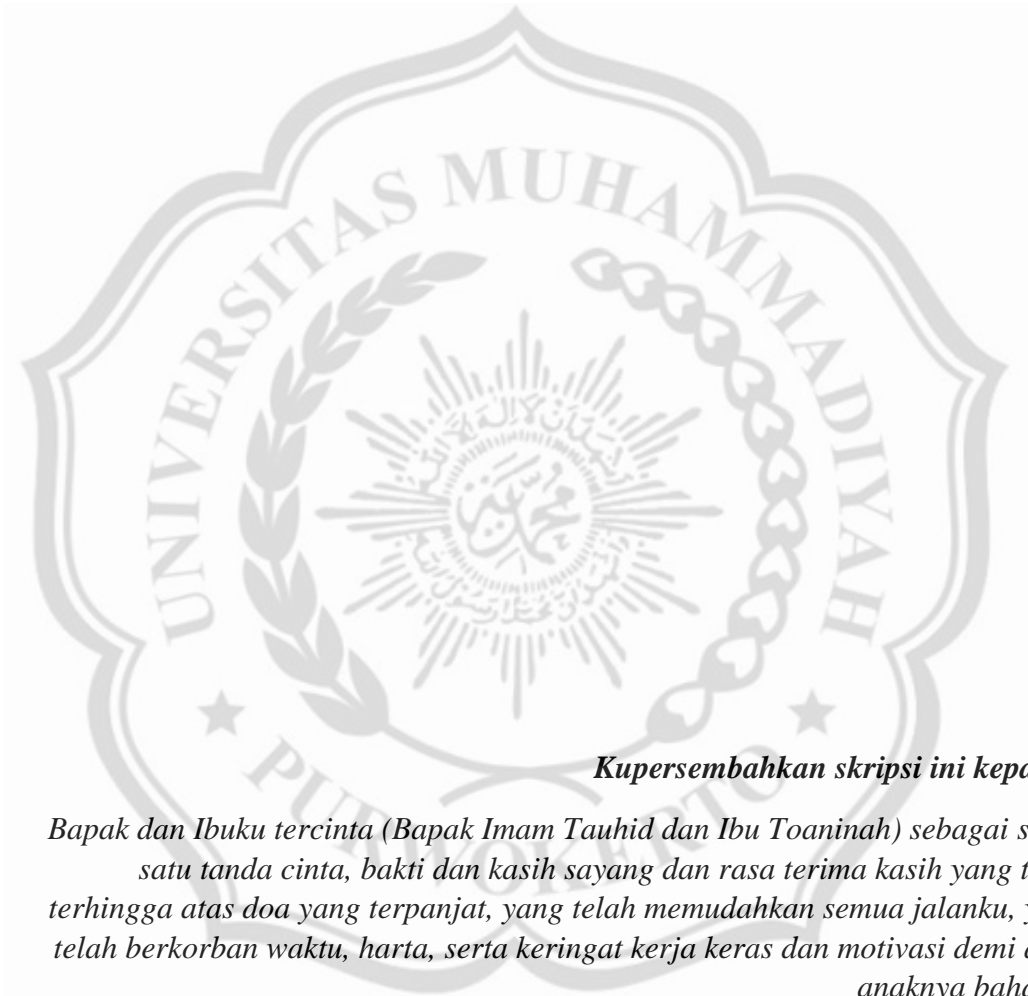 UNIVERSITAS MUHAMMADIYAH
PURWOKERTO
Kupersembahkan skripsi ini kepa
Bapak dan Ibuku tercinta (Bapak Imam Tauhid dan Ibu Toaninah) sebagai s
satu tanda cinta, bakti dan kasih sayang dan rasa terima kasih yang t
terhingga atas doa yang terpanjat, yang telah memudahkan semua jalanku, y
telah berkorban waktu, harta, serta keringat kerja keras dan motivasi demi
anaknya baha